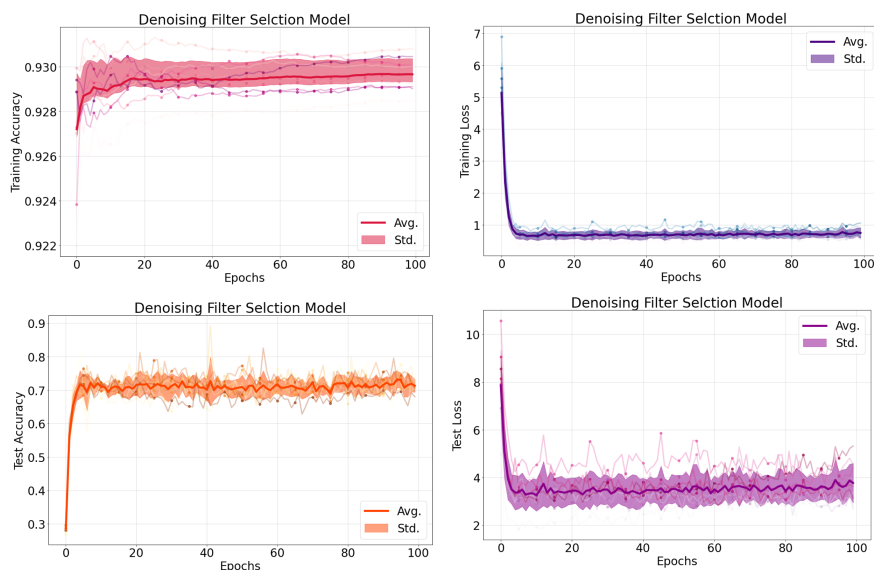 Denoising Filter Selction Model
Training Accuracy
0.930
0.928
0.926
0.924
0.922
Avg.
Std.
0 20 40 60 80 100
Epochs
Denoising Filter Selction Model
Training Loss
7
6
5
4
3
2
1
Avg.
Std.
0 20 40 60 80 100
Epochs
Denoising Filter Selction Model
Test Accuracy
0.9
0.8
0.7
0.6
0.5
0.4
0.3
Avg.
Std.
0 20 40 60 80 100
Epochs
Denoising Filter Selction Model
Test Loss
10
8
6
4
2
Avg.
Std.
0 20 40 60 80 100
Epochs